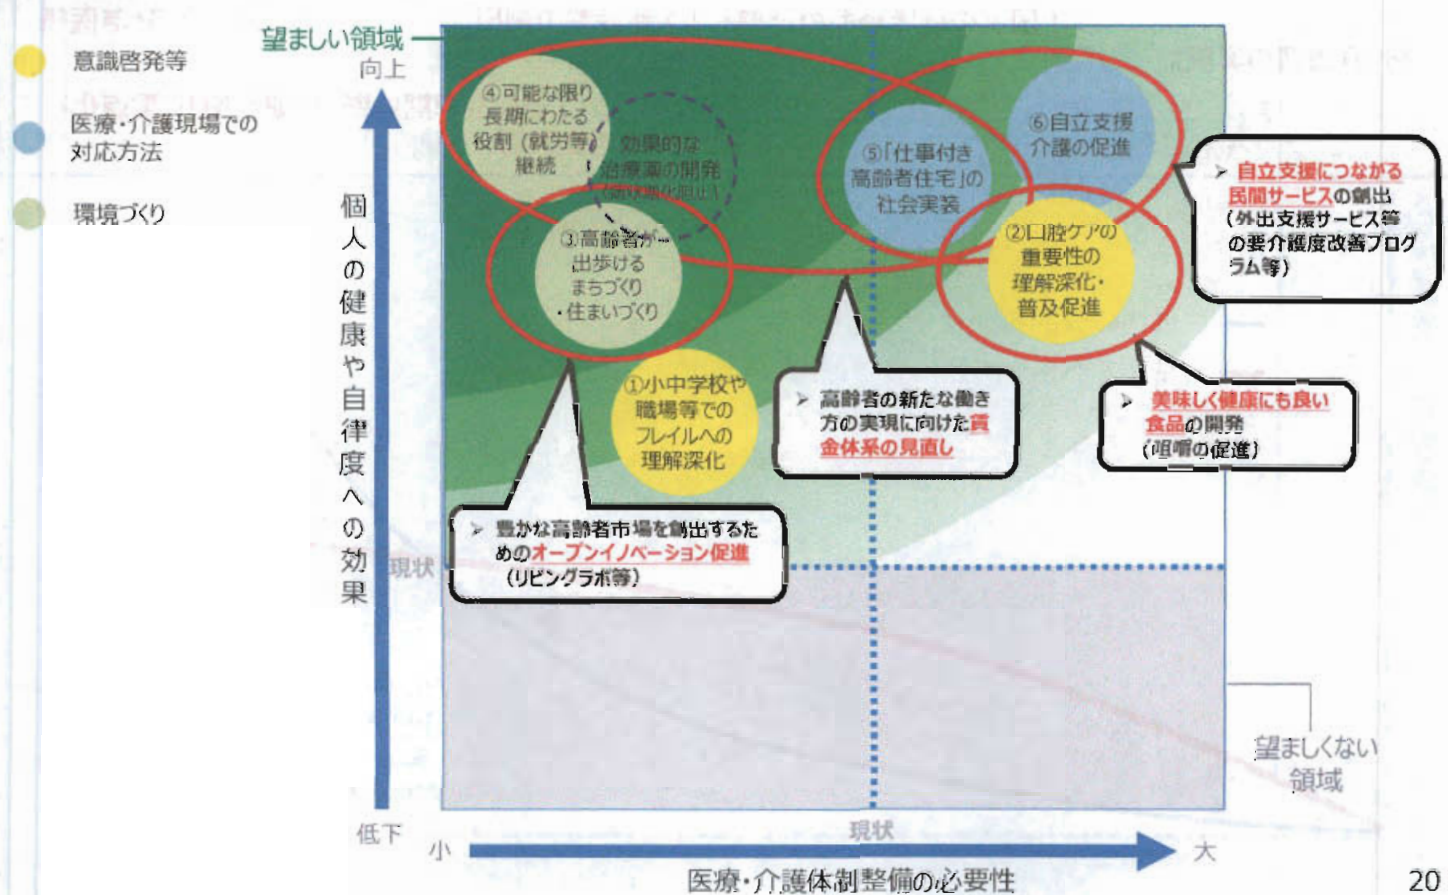 意識啓発等
医療・介護現場での
対応方法
環境づくり
望ましい領域
向上
個人の健康や自律度への効果
低下
現状
④可能な限り
長期にわたる
役割(就労等)
継続
効果的な
治療薬の開発
③高齢者が
出歩ける
まちづくり
・住まいづくり
①小中学校や
職場等での
フレイルへの
理解深化
⑤「仕事付き
高齢者住宅」の
社会実装
⑥自立支援
介護の促進
②口腔ケアの
重要性の
理解深化・
普及促進
➢ 自立支援につながる
民間サービスの創出
(外出支援サービス等
の要介護度改善プログ
ラム等)
➢ 高齢者の新たな働き
方の実現に向けた賃
金体系の見直し
➢ 美味しく健康にも良い
食品の開発
(咀嚼の促進)
➢ 豊かな高齢者市場を創出するた
めのオープンイノベーション促進
(リビングラボ等)
望ましくない
領域
小
現状
大
医療・介護体制整備の必要性
20